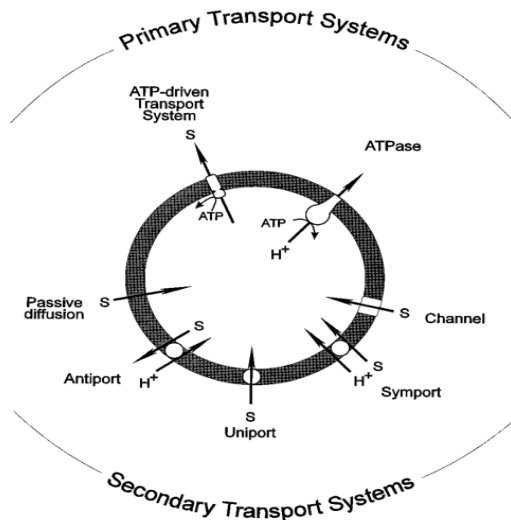 Primary Transport Systems
ATP-driven
Transport
System
S
ATP
ATPase
ATP
H+
Passive
diffusion
S
S
Channel
S
Antiport
H+
S
Uniport
S
H+
Symport
Secondary Transport Systems